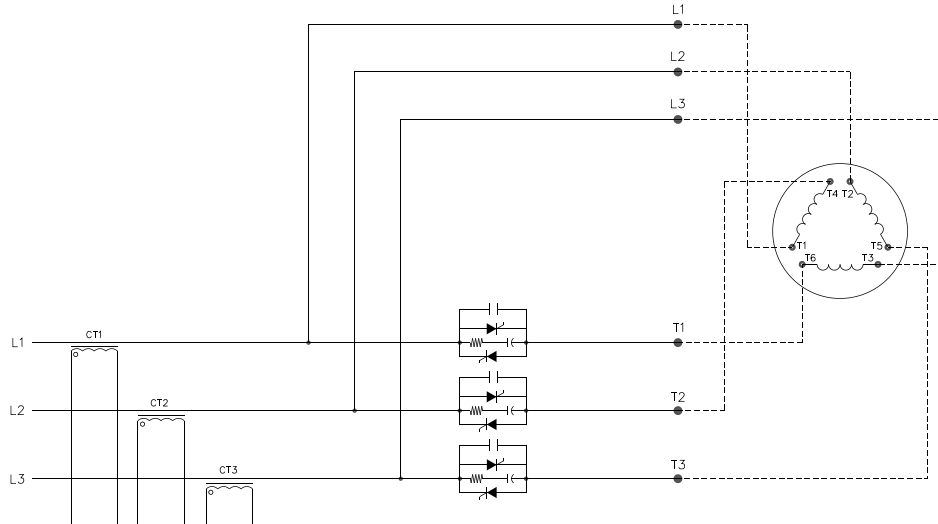 L1
L2
L3
T4 T2
T1 T5
T6 T3
L1 CT1 T1
L2 CT2 T2
L3 CT3 T3